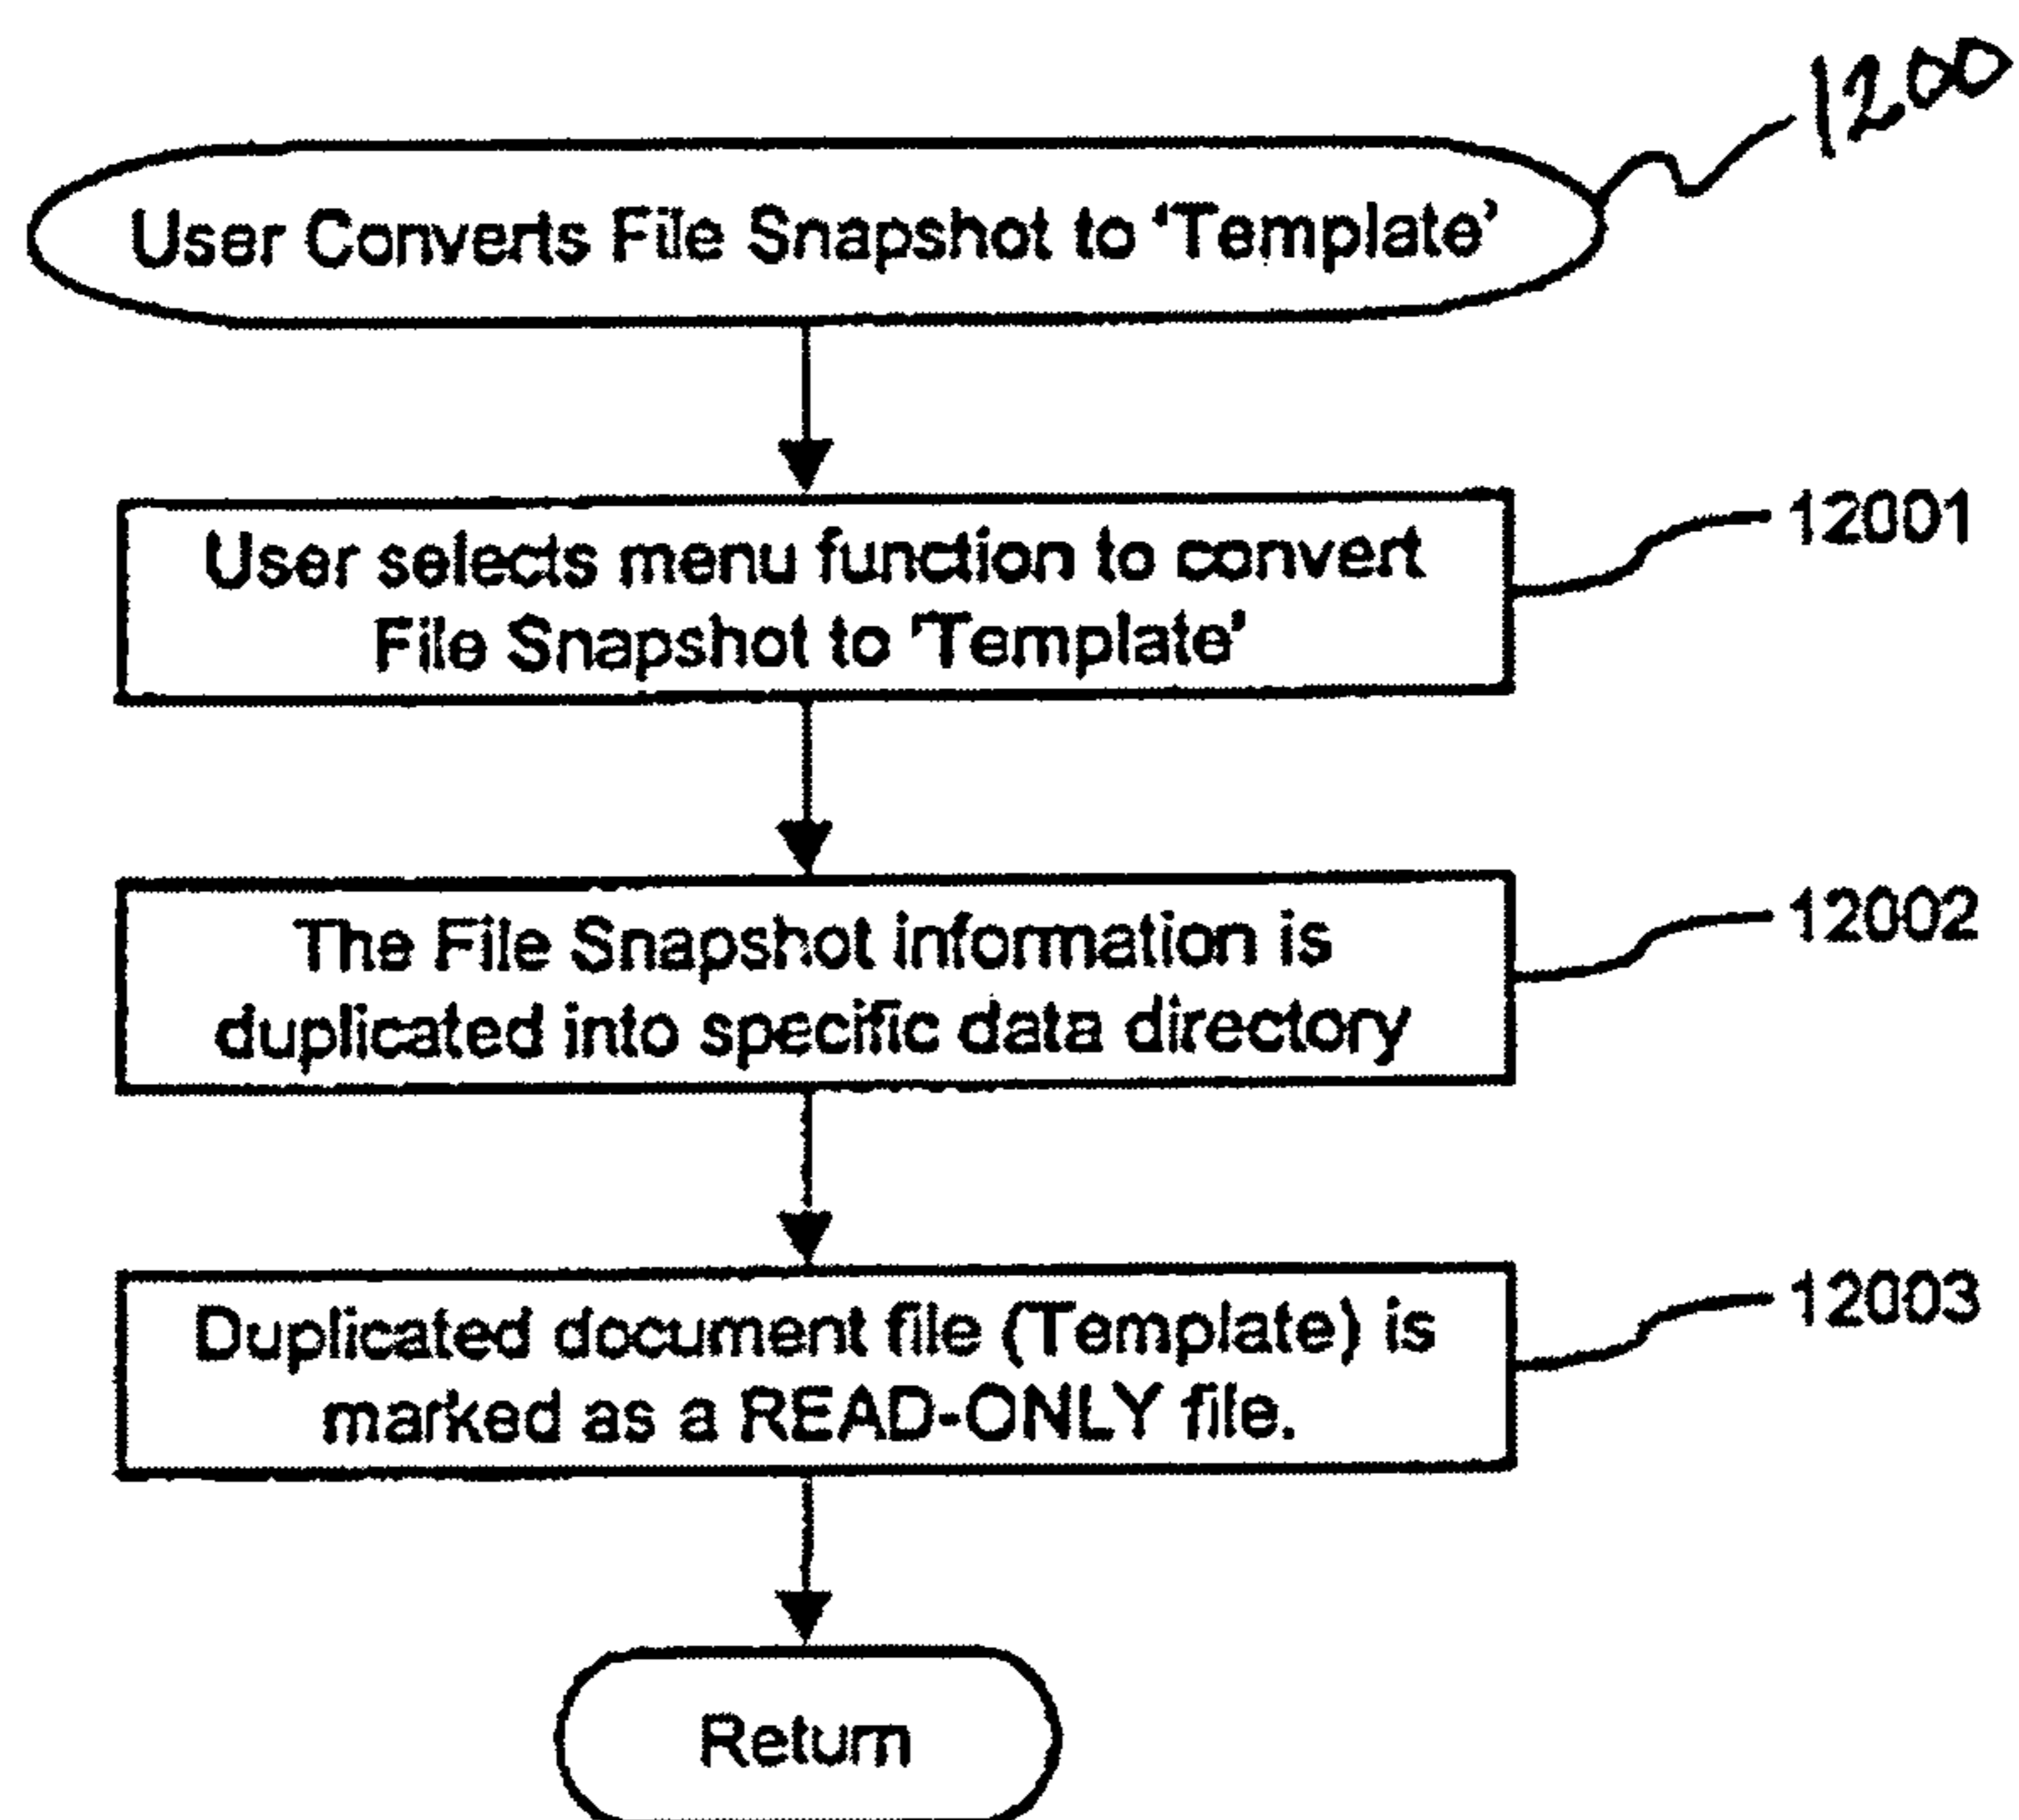 1200
User Converts File Snapshot to ‘Template’
User selects menu function to convert
File Snapshot to 'Template’
12001
The File Snapshot information is
duplicated into specific data directory
12002
Duplicated document file (Template) is
marked as a READ-ONLY file.
12003
Return